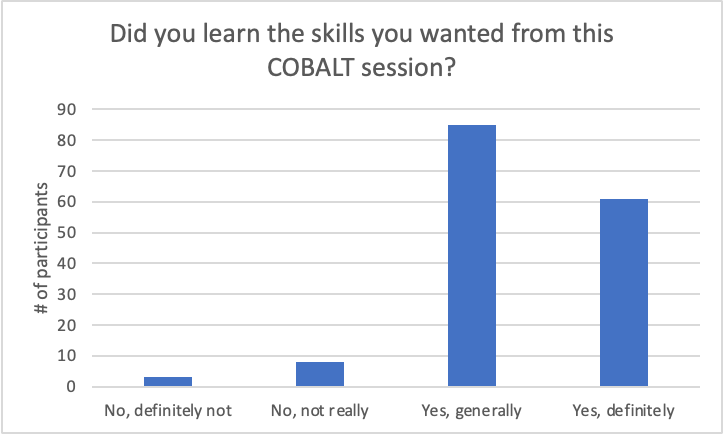 Did you learn the skills you wanted from this
COBALT session?
# of participants
90
80
70
60
50
40
30
20
10
0
No, definitely not
No, not really
Yes, generally
Yes, definitely